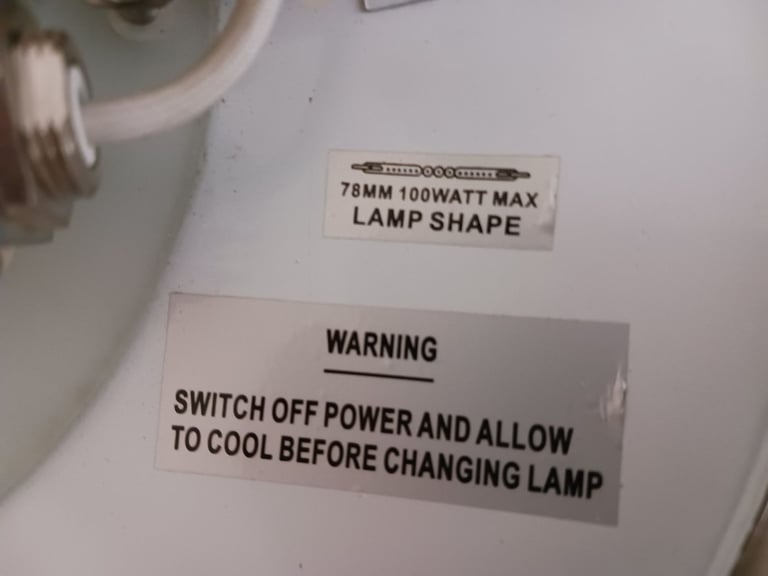 78MM 100WATT MAX
LAMP SHAPE
WARNING
SWITCH OFF POWER AND ALLOW
TO COOL BEFORE CHANGING LAMP